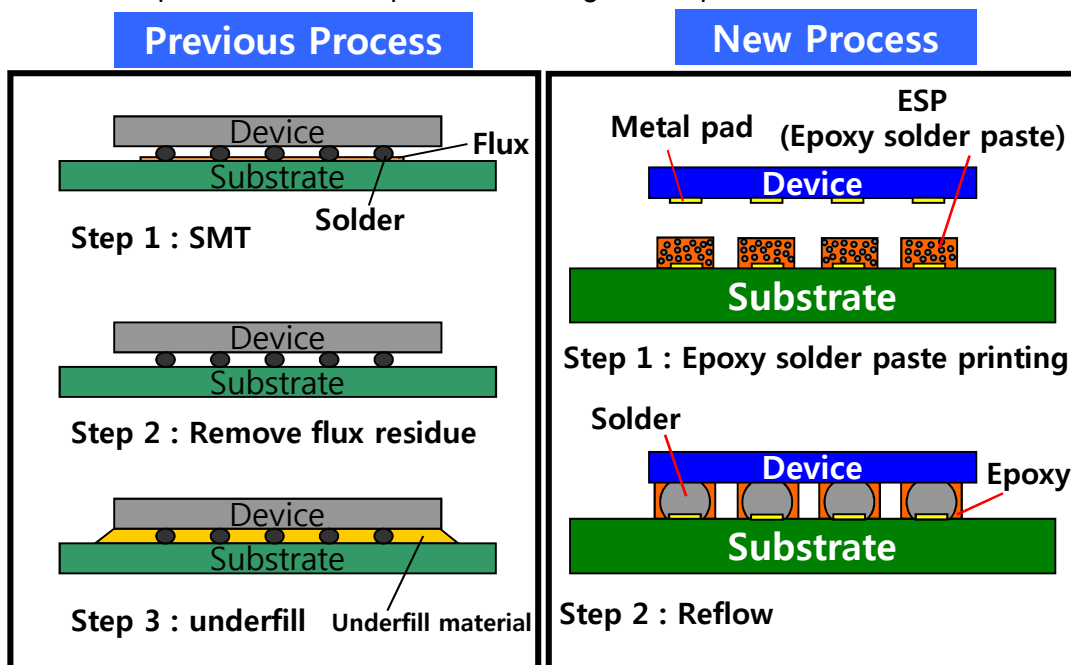 Previous Process
Device
Flux
Substrate
Solder
Step 1 : SMT
Device
Substrate
Step 2 : Remove flux residue
Device
Substrate
Step 3 : underfill
Underfill material
New Process
ESP
(Epoxy solder paste)
Metal pad
Device
Substrate
Step 1 : Epoxy solder paste printing
Solder
Device
Epoxy
Substrate
Step 2 : Reflow